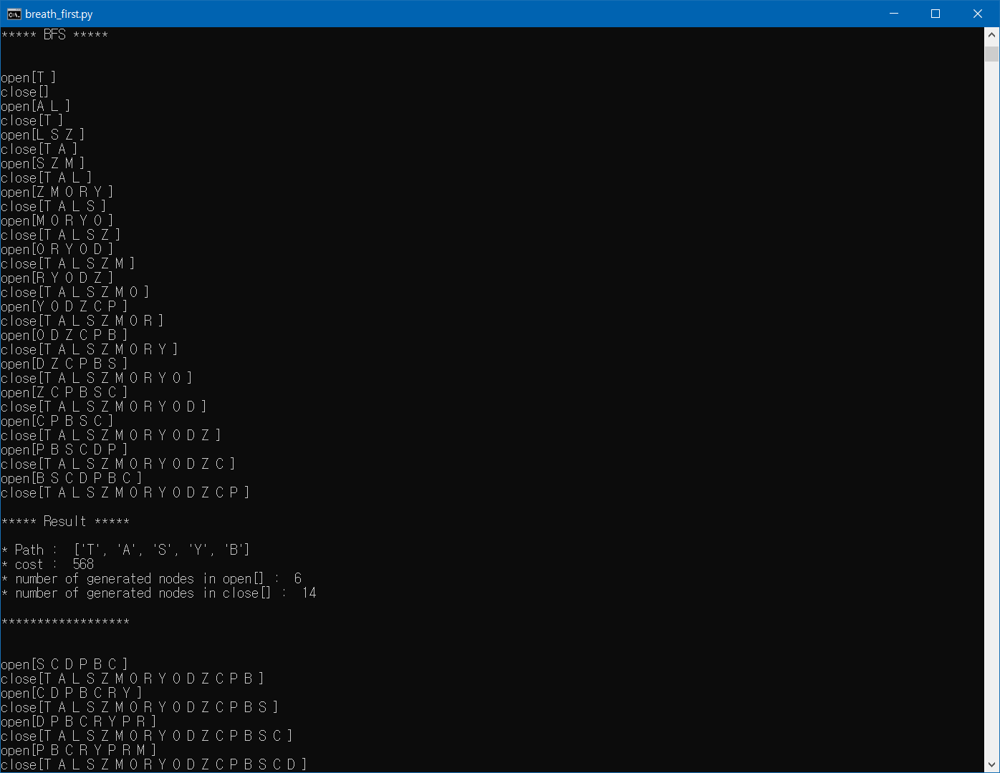 breath_first.py
***** BFS *****
open[T ]
close[]
open[A L ]
close[T ]
open[L S Z ]
close[T A ]
open[S Z M ]
close[T A L ]
open[Z M O R Y ]
close[T A L S ]
open[M O R Y O ]
close[T A L S Z ]
open[O R Y O D ]
close[T A L S Z M ]
open[R Y O D Z ]
close[T A L S Z M O ]
open[Y O D Z C P ]
close[T A L S Z M O R ]
open[O D Z C P B ]
close[T A L S Z M O R Y ]
open[D Z C P B S ]
close[T A L S Z M O R Y O ]
open[Z C P B S C ]
close[T A L S Z M O R Y O D ]
open[C P B S C ]
close[T A L S Z M O R Y O D Z ]
open[P B S C D P ]
close[T A L S Z M O R Y O D Z C ]
open[B S C D P B C ]
close[T A L S Z M O R Y O D Z C P ]
***** Result *****
* Path :  ['T', 'A', 'S', 'Y', 'B']
* cost :  568
* number of generated nodes in open[] :  6
* number of generated nodes in close[] :  14
******************
open[S C D P B C ]
close[T A L S Z M O R Y O D Z C P B ]
open[C D P B C R Y ]
close[T A L S Z M O R Y O D Z C P B S ]
open[D P B C R Y P R ]
close[T A L S Z M O R Y O D Z C P B S C ]
open[P B C R Y P R M ]
close[T A L S Z M O R Y O D Z C P B S C D ]